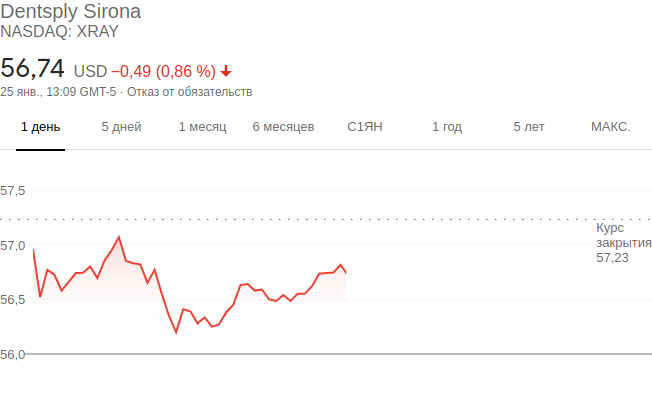 Dentsply Sirona
NASDAQ: XRAY
56,74 USD −0,49 (0,86 %)
25 янв., 13:09 GMT-5 · Отказ от обязательств
1 день 5 дней 1 месяц 6 месяцев С1ЯН 1 год 5 лет МАКС.
57,5
Курс
57,0
закрытия
57,23
56,5
56,0